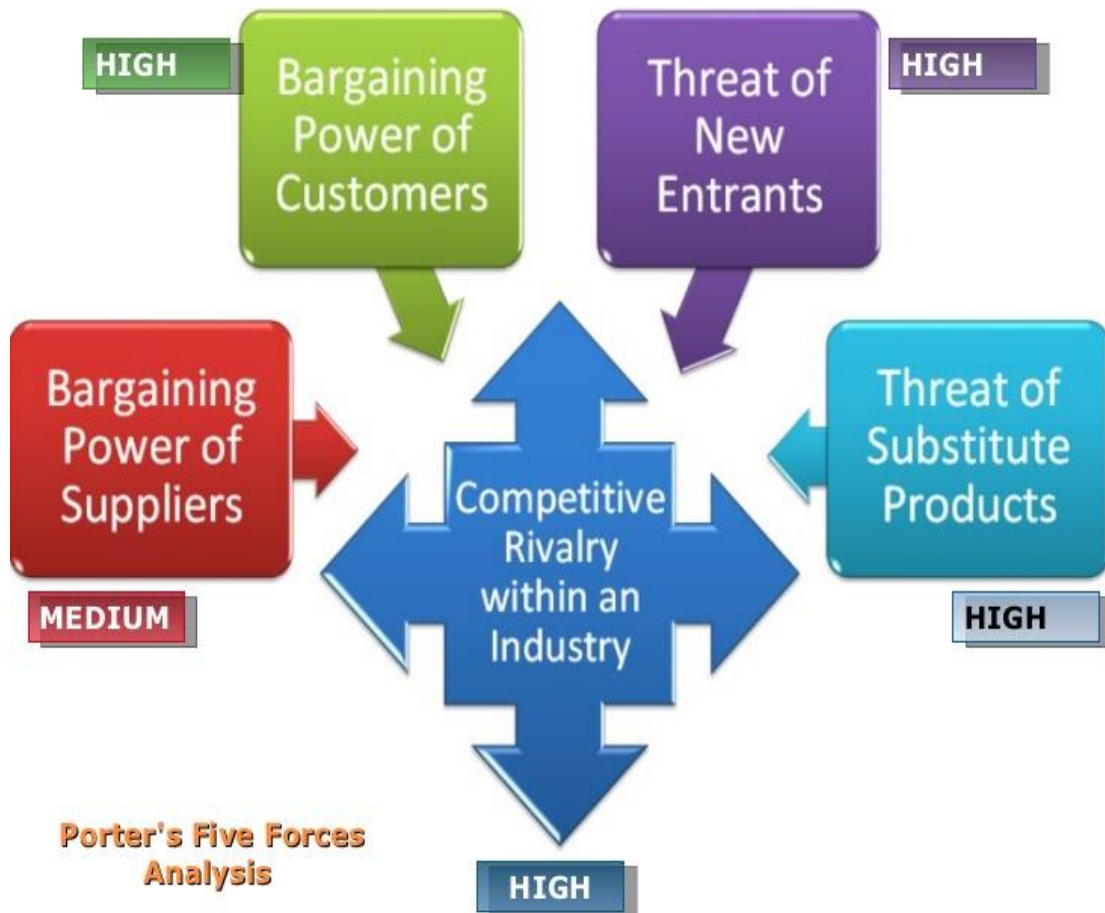 HIGH
Bargaining
Power of
Customers
Threat of
New
Entrants
HIGH
Bargaining
Power of
Suppliers
MEDIUM
Competitive
Rivalry
within an
Industry
Threat of
Substitute
Products
HIGH
Porter's Five Forces
Analysis
HIGH